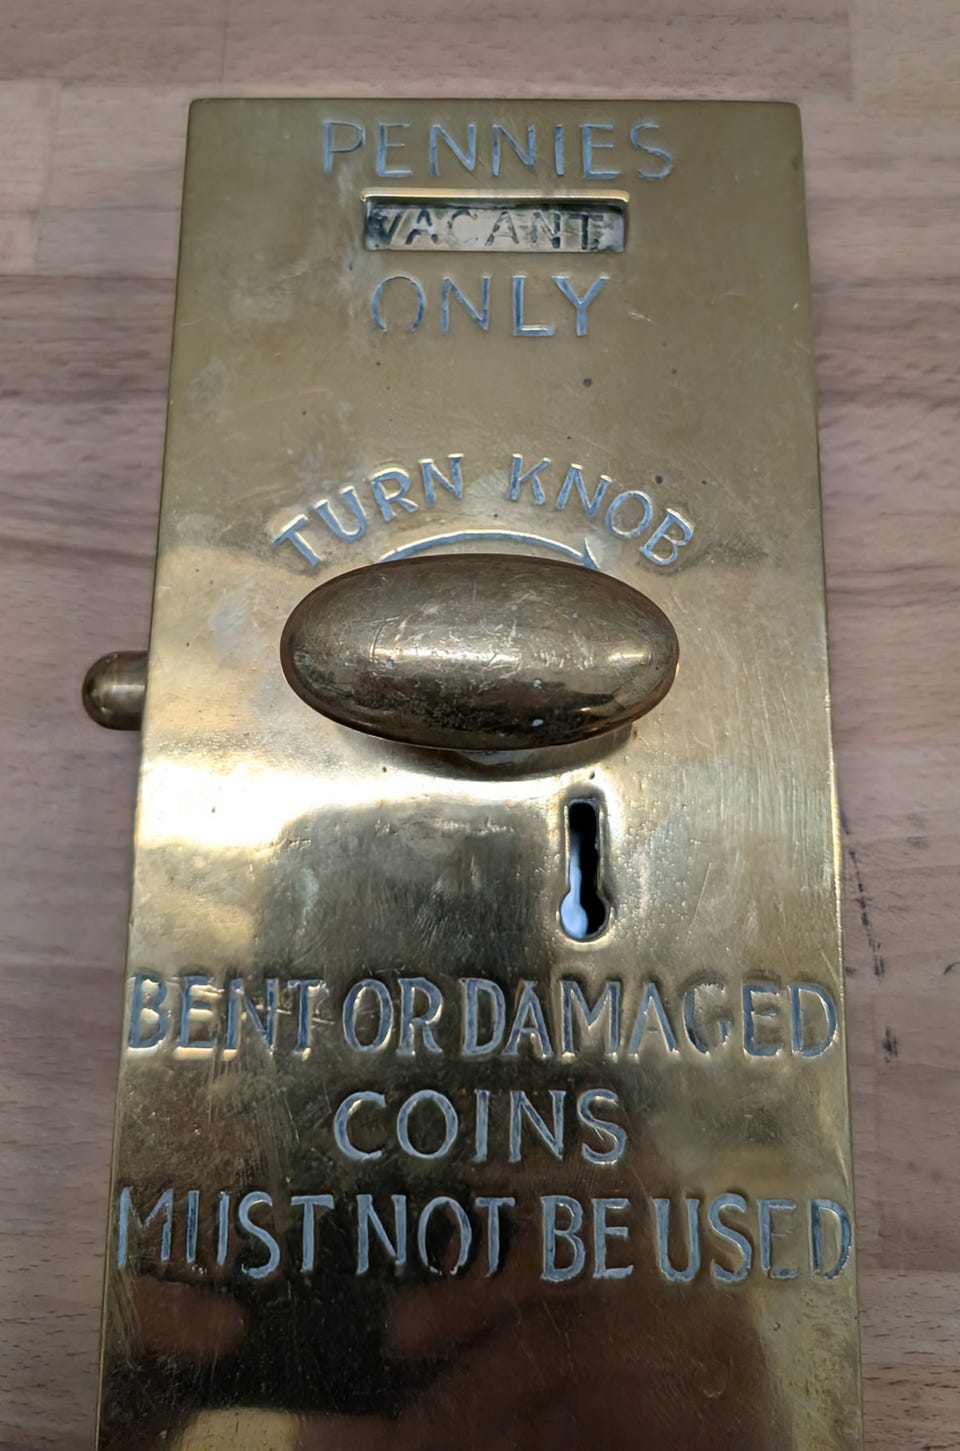 PENNIES
VACANT
ONLY
TURN KNOB
BENT OR DAMAGED
COINS
MUST NOT BE USED